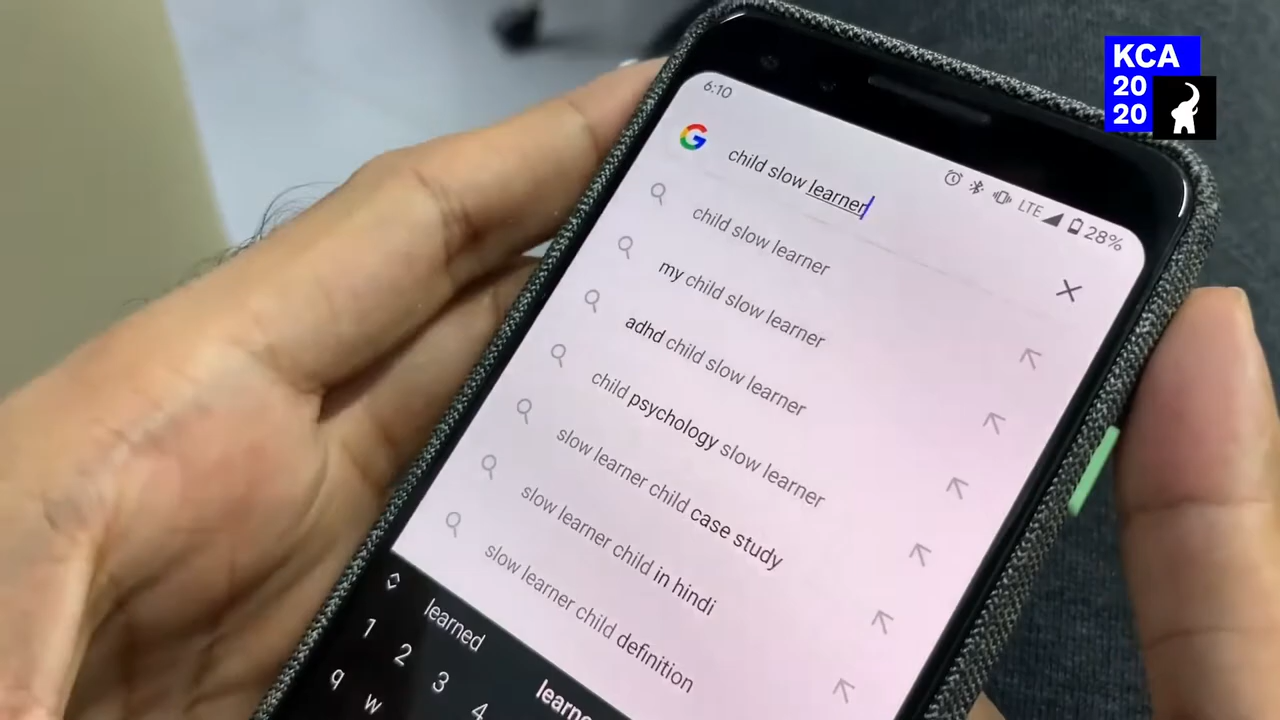 KCA
20
20
6:10
LTE 28%
child slow learner
child slow learner
my child slow learner
adhd child slow learner
child psychology slow learner
slow learner child case study
slow learner child in hindi
slow learner child definition
learned
1 2 3 4
q w